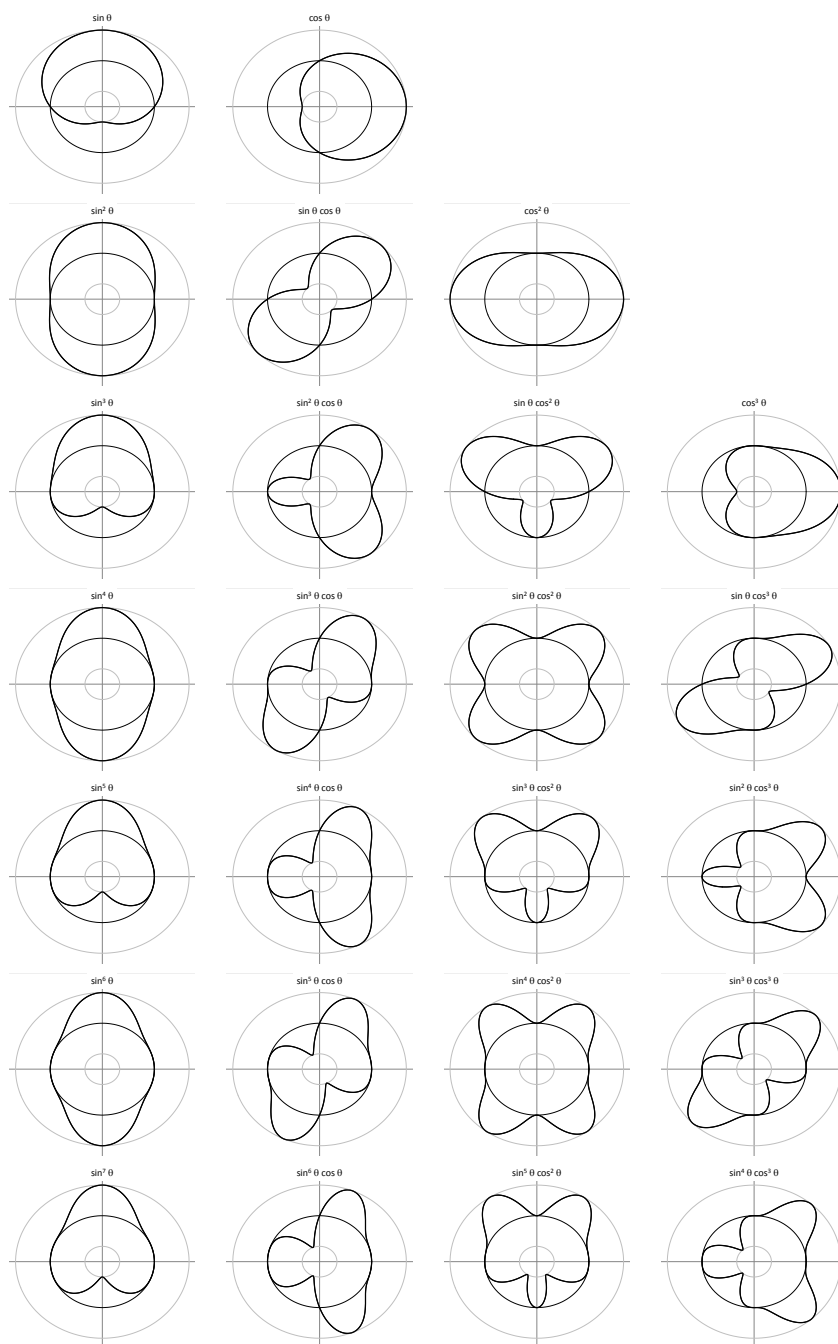 sin θ
cos θ
sin² θ
sin θ cos θ
cos² θ
sin³ θ
sin² θ cos θ
sin θ cos² θ
cos³ θ
sin⁴ θ
sin³ θ cos θ
sin² θ cos² θ
sin θ cos³ θ
sin⁵ θ
sin⁴ θ cos θ
sin³ θ cos² θ
sin² θ cos³ θ
sin⁶ θ
sin⁵ θ cos θ
sin⁴ θ cos² θ
sin³ θ cos³ θ
sin⁷ θ
sin⁶ θ cos θ
sin⁵ θ cos² θ
sin⁴ θ cos³ θ